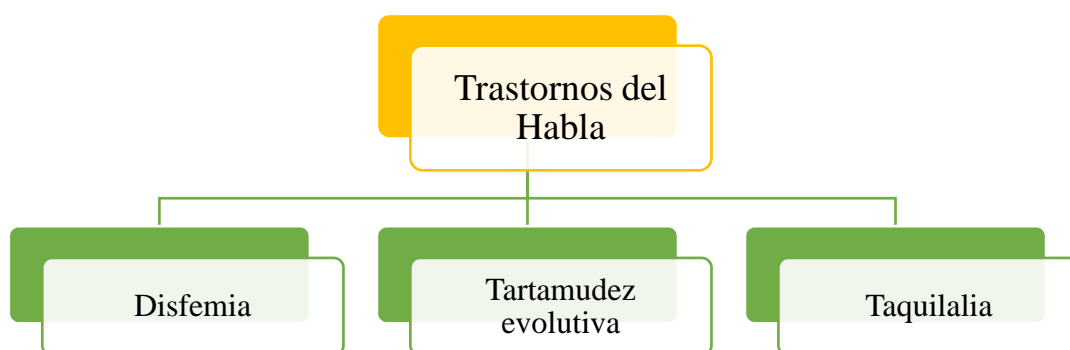 Trastornos del
Habla
Disfemia
Tartamudez
evolutiva
Taquilalia